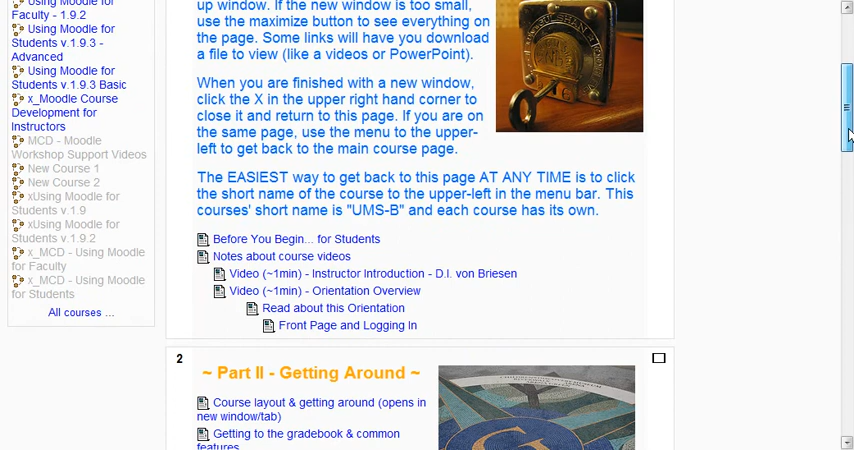 Using Moodle for
Faculty - 1.9.2
Using Moodle for
Students v.1.9.3 -
Advanced
Using Moodle for
Students v.1.9.3 Basic
x_Moodle Course
Development for
Instructors
MCD - Moodle
Workshop Support Videos
New Course 1
New Course 2
xUsing Moodle for
Students v.1.9
xUsing Moodle for
Students v.1.9.2
x_MCD - Using Moodle
for Faculty
x_MCD - Using Moodle
for Students
All courses ...
up window. If the new window is too small,
use the maximize button to see everything on
the page. Some links will have you download
a file to view (like a videos or PowerPoint).
When you are finished with a new window,
click the X in the upper right hand corner to
close it and return to this page. If you are on
the same page, use the menu to the upper-
left to get back to the main course page.
The EASIEST way to get back to this page AT ANY TIME is to click
the short name of the course to the upper-left in the menu bar. This
courses' short name is "UMS-B" and each course has its own.
Before You Begin... for Students
Notes about course videos
Video (~1min) - Instructor Introduction - D.I. von Briesen
Video (~1min) - Orientation Overview
Read about this Orientation
Front Page and Logging In
2
~ Part II - Getting Around ~
Course layout & getting around (opens in
new window/tab)
Getting to the gradebook & common
features